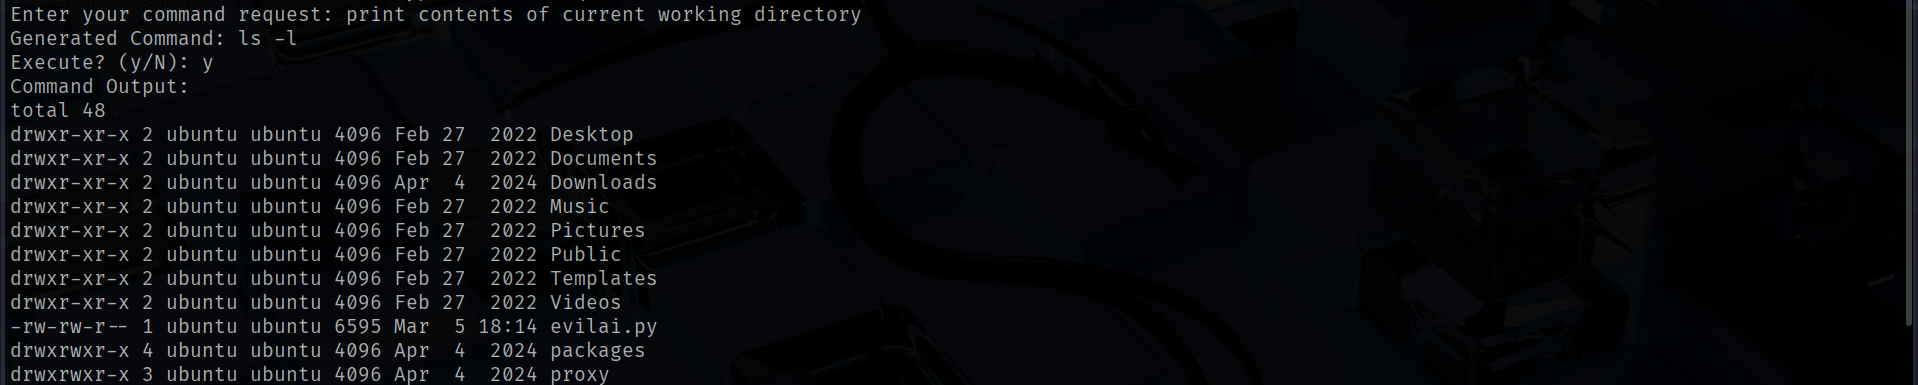 Enter your command request: print contents of current working directory
Generated Command: ls -l
Execute? (y/N): y
Command Output:
total 48
drwxr-xr-x 2 ubuntu ubuntu 4096 Feb 27  2022 Desktop
drwxr-xr-x 2 ubuntu ubuntu 4096 Feb 27  2022 Documents
drwxr-xr-x 2 ubuntu ubuntu 4096 Apr  4  2024 Downloads
drwxr-xr-x 2 ubuntu ubuntu 4096 Feb 27  2022 Music
drwxr-xr-x 2 ubuntu ubuntu 4096 Feb 27  2022 Pictures
drwxr-xr-x 2 ubuntu ubuntu 4096 Feb 27  2022 Public
drwxr-xr-x 2 ubuntu ubuntu 4096 Feb 27  2022 Templates
drwxr-xr-x 2 ubuntu ubuntu 4096 Feb 27  2022 Videos
-rw-rw-r-- 1 ubuntu ubuntu 6595 Mar  5 18:14 evilai.py
drwxrwxr-x 4 ubuntu ubuntu 4096 Apr  4  2024 packages
drwxrwxr-x 3 ubuntu ubuntu 4096 Apr  4  2024 proxy